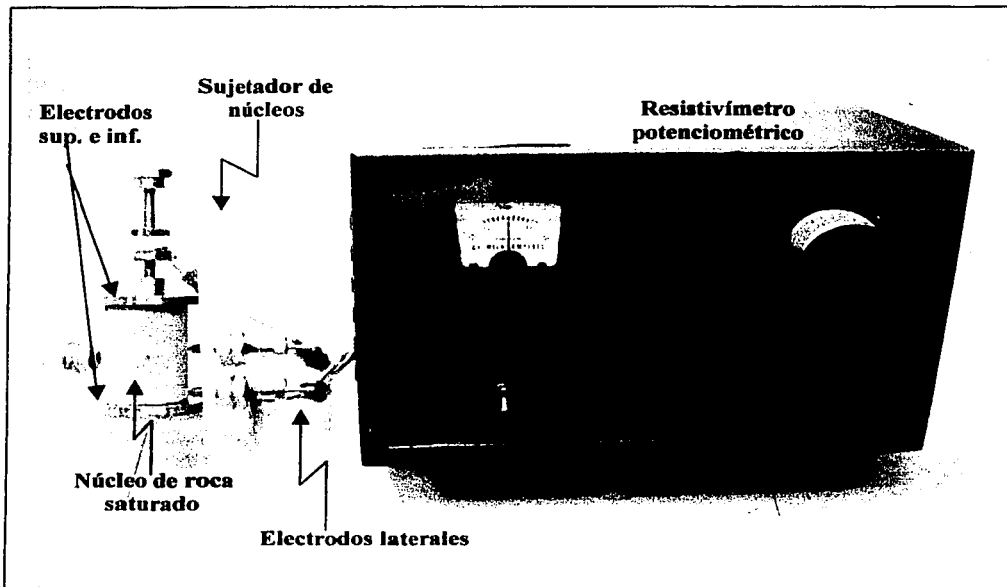 Sujetador de
núcleos
Electrodos
sup. e inf.
Resistivímetro
potenciométrico
Núcleo de roca
saturado
Electrodos laterales